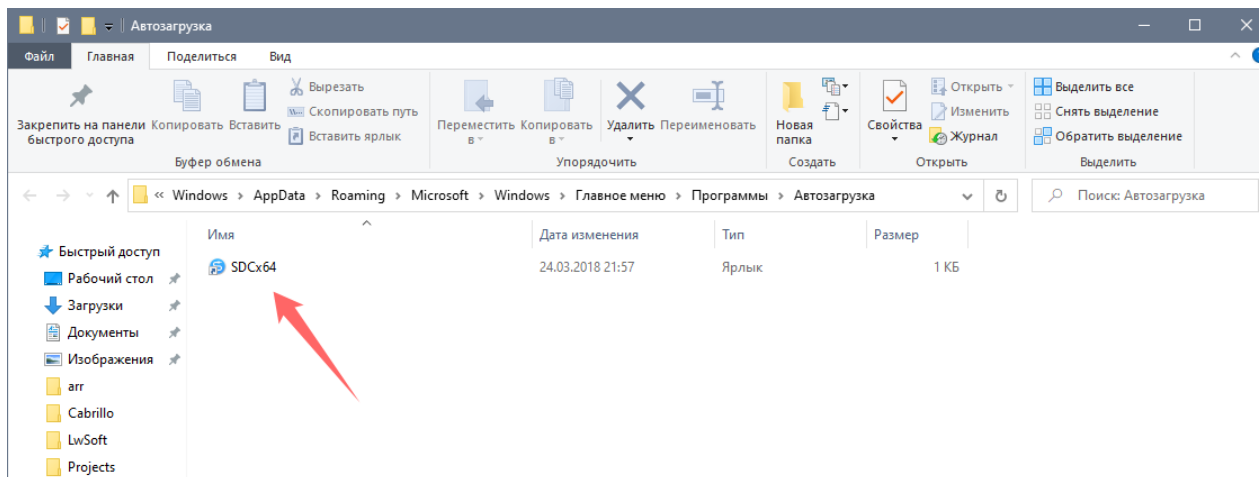 Автозагрузка
Файл Главная Поделиться Вид
Закрепить на панели быстрого доступа
Копировать
Вставить
Вырезать
Скопировать путь
Вставить ярлык
Буфер обмена
Переместить в
Копировать в
Удалить
Переименовать
Упорядочить
Новая папка
Создать
Свойства
Открыть
Изменить
Журнал
Открыть
Выделить все
Снять выделение
Обратить выделение
Выделить
« Windows › AppData › Roaming › Microsoft › Windows › Главное меню › Программы › Автозагрузка
Поиск: Автозагрузка
Имя Дата изменения Тип Размер
SDCx64 24.03.2018 21:57 Ярлык 1 КБ
Быстрый доступ
Рабочий стол
Загрузки
Документы
Изображения
arr
Cabrillo
LwSoft
Projects